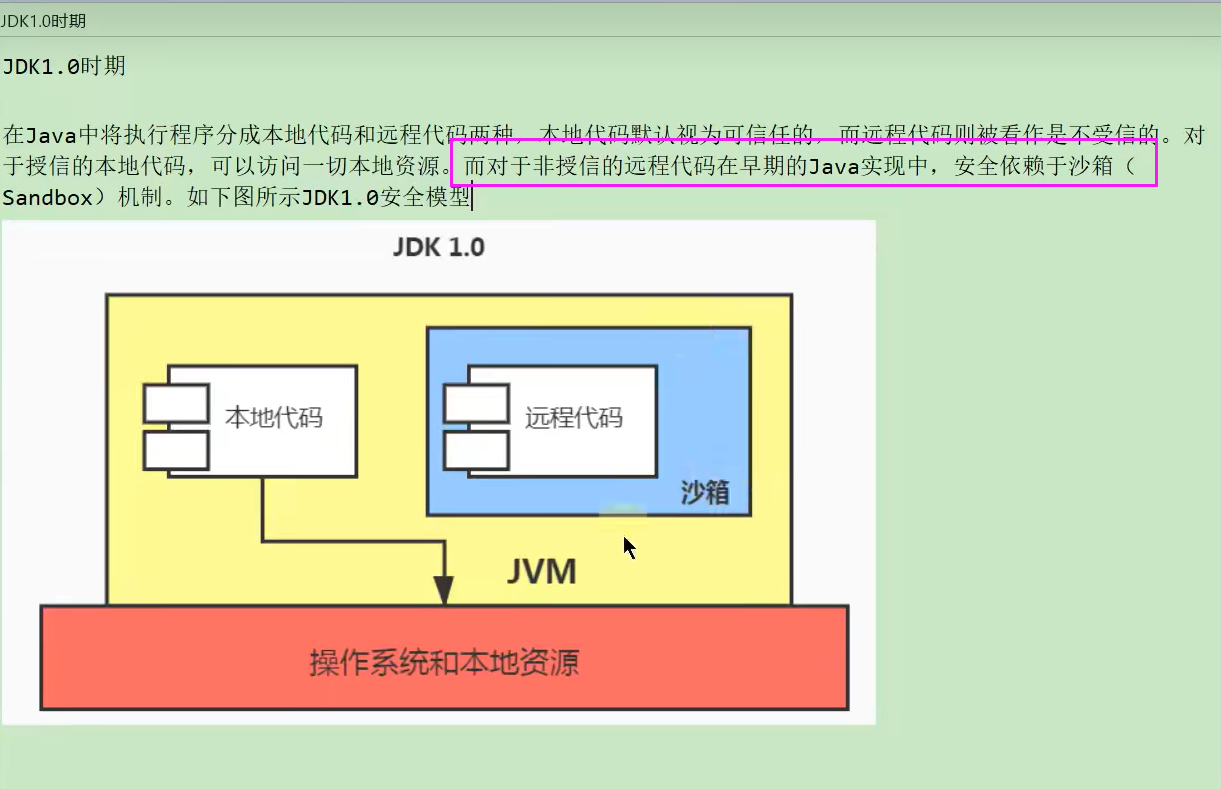 JDK1.0时期
JDK1.0时期
在Java中将执行程序分成本地代码和远程代码两种，本地代码默认视为可信任的，而远程代码则被看作是不受信的。对
于授信的本地代码，可以访问一切本地资源。而对于非授信的远程代码在早期的Java实现中，安全依赖于沙箱（
Sandbox）机制。如下图所示JDK1.0安全模型
JDK 1.0
本地代码
远程代码
沙箱
JVM
操作系统和本地资源